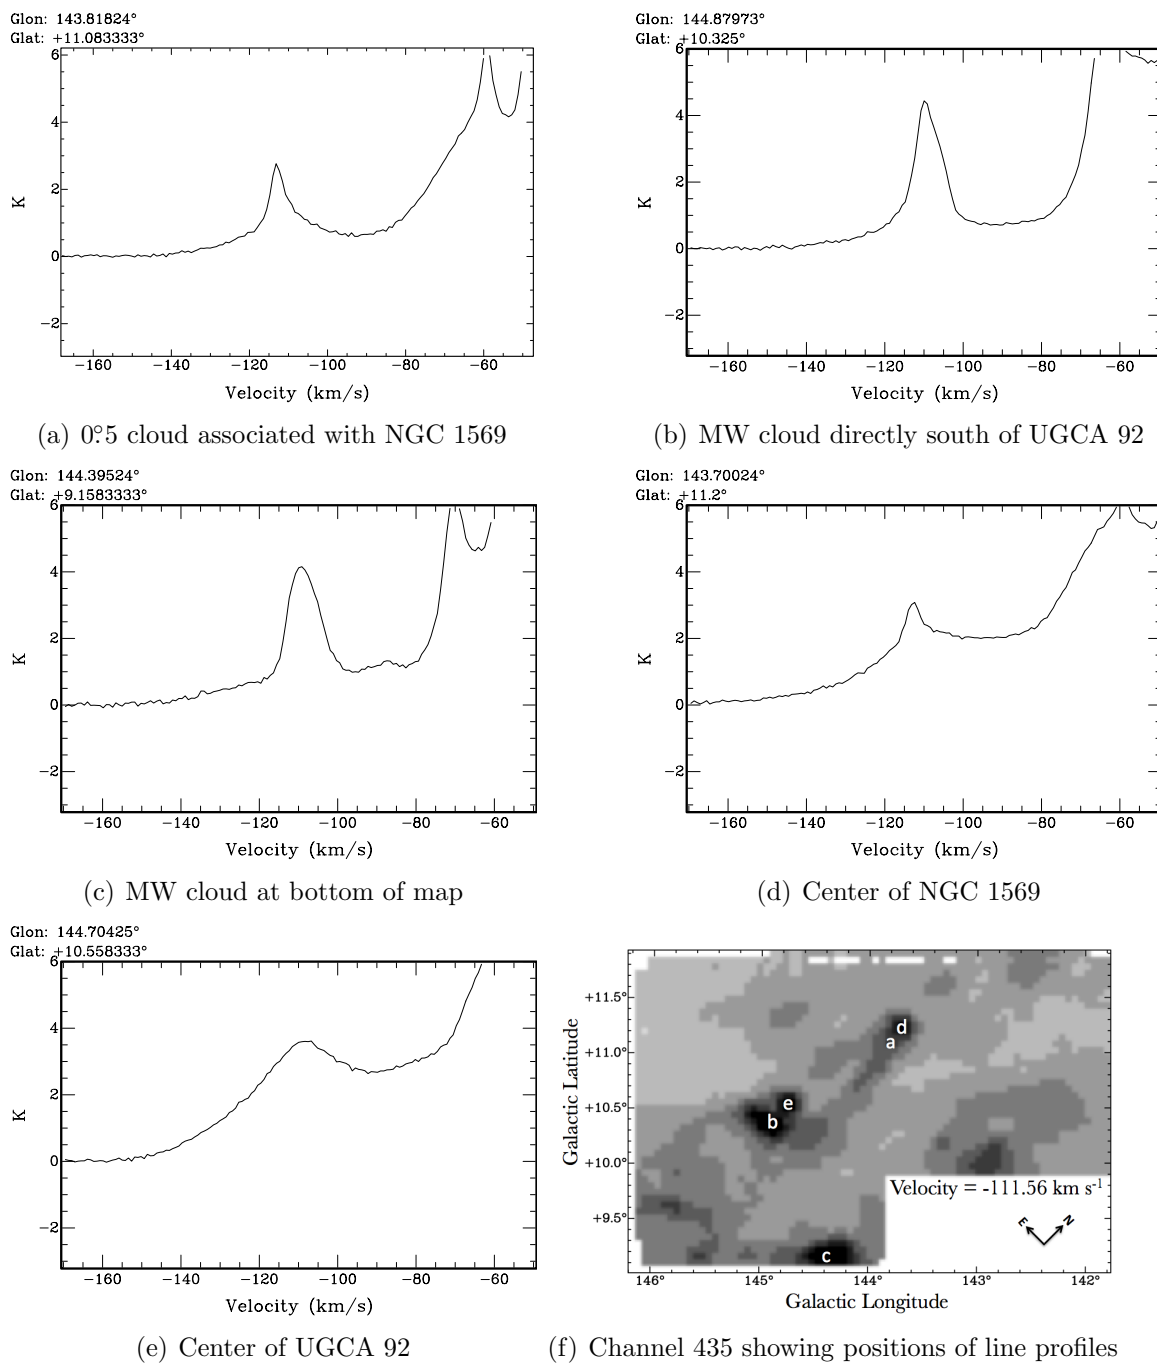 Glon: 143.81824°
Glat: +11.083333°
6
4
2
0
−2
K
−160 −140 −120 −100 −80 −60
Velocity (km/s)
(a) 0°.5 cloud associated with NGC 1569
Glon: 144.87973°
Glat: +10.325°
6
4
2
0
−2
K
−160 −140 −120 −100 −80 −60
Velocity (km/s)
(b) MW cloud directly south of UGCA 92
Glon: 144.39524°
Glat: +9.1583333°
6
4
2
0
−2
K
−160 −140 −120 −100 −80 −60
Velocity (km/s)
(c) MW cloud at bottom of map
Glon: 143.70024°
Glat: +11.2°
6
4
2
0
−2
K
−160 −140 −120 −100 −80 −60
Velocity (km/s)
(d) Center of NGC 1569
Glon: 144.70425°
Glat: +10.558333°
6
4
2
0
−2
K
−160 −140 −120 −100 −80 −60
Velocity (km/s)
(e) Center of UGCA 92
+11.5°
+11.0°
+10.5°
+10.0°
+9.5°
Galactic Latitude
d
a
e
b
c
Velocity = -111.56 km s-1
E N
146° 145° 144° 143° 142°
Galactic Longitude
(f) Channel 435 showing positions of line profiles